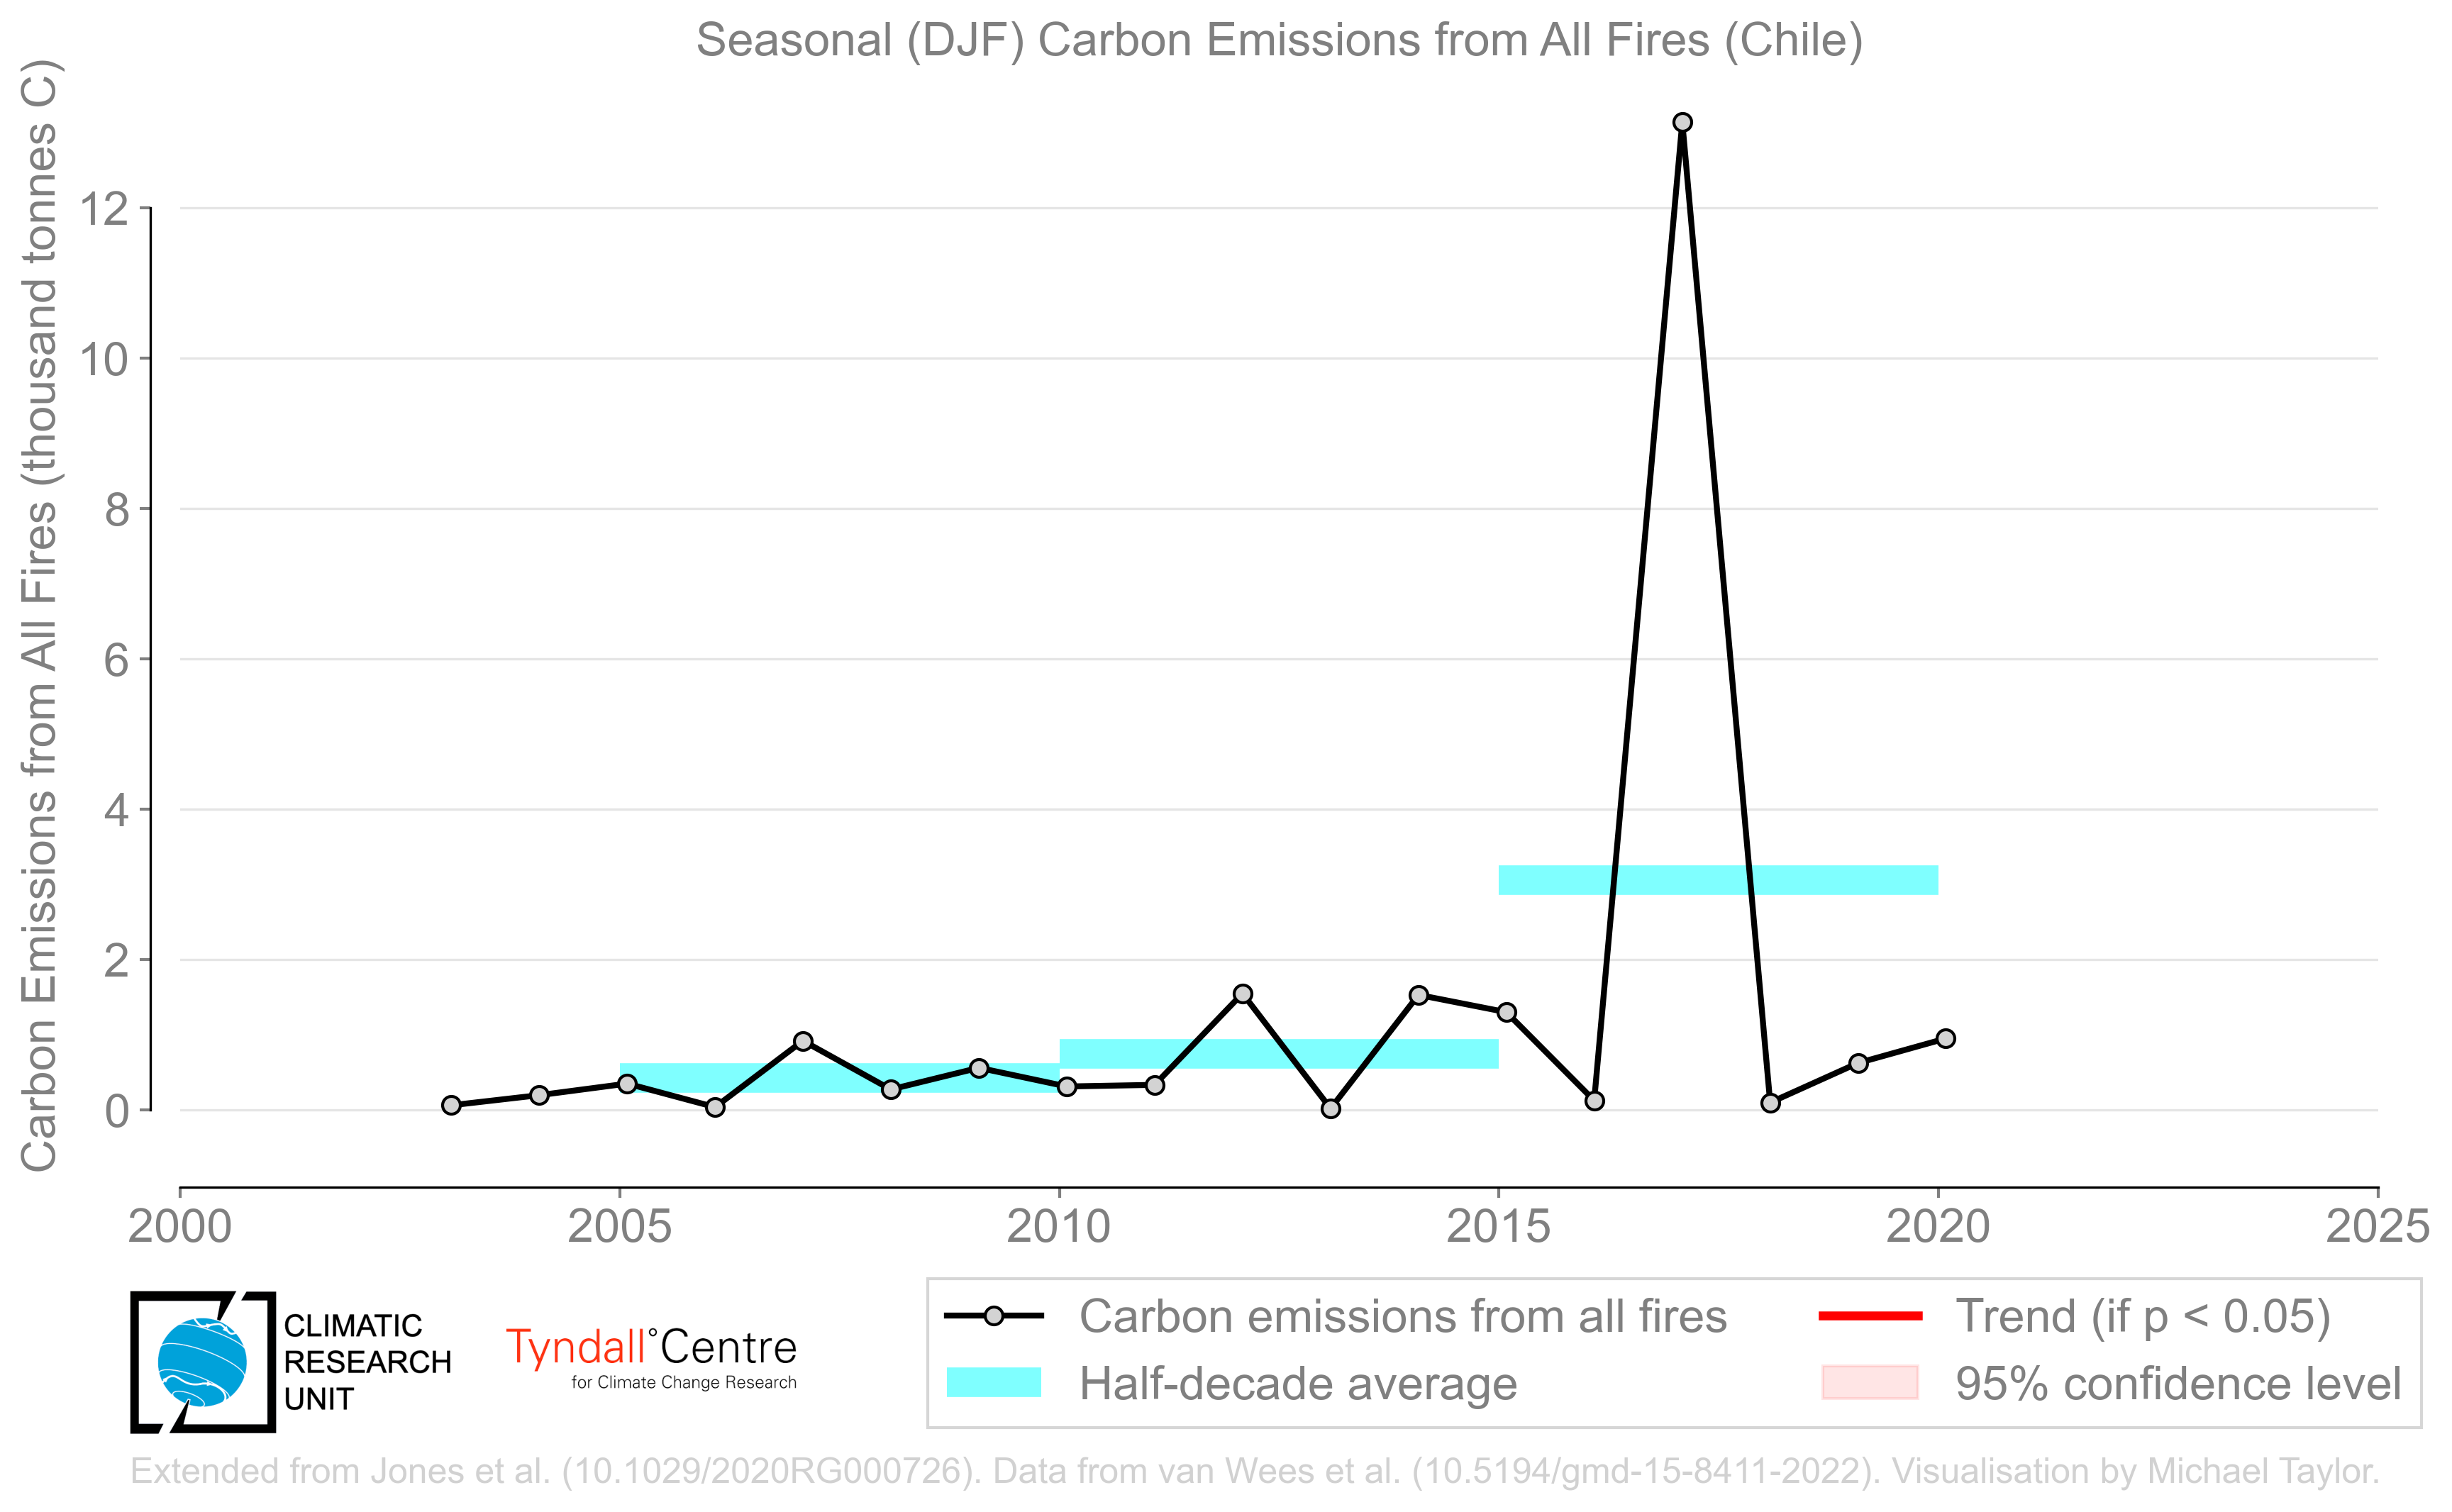 Seasonal (DJF) Carbon Emissions from All Fires (Chile)
Carbon Emissions from All Fires (thousand tonnes C)
12
10
8
6
4
2
0
2000 2005 2010 2015 2020 2025
CLIMATIC
RESEARCH
UNIT
Tyndall°Centre
for Climate Change Research
Carbon emissions from all fires
Half-decade average
Trend (if p < 0.05)
95% confidence level
Extended from Jones et al. (10.1029/2020RG000726). Data from van Wees et al. (10.5194/gmd-15-8411-2022). Visualisation by Michael Taylor.